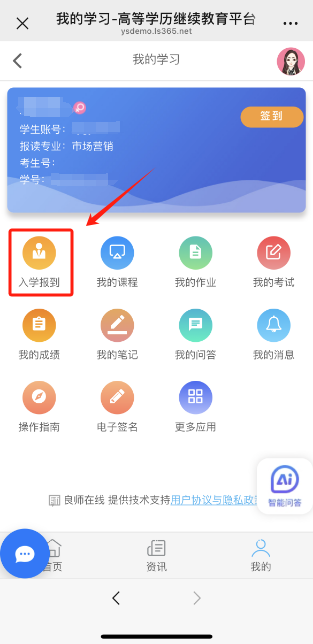 我的学习-高等学历继续教育平台
ysdemo.ls365.net
我的学习
签到
学生账号：
报读专业：市场营销
考生号：
学号：
入学报到 我的课程 我的作业 我的考试
我的成绩 我的笔记 我的问答 我的消息
操作指南 电子签名 更多应用
Ai
智能问答
良师在线 提供技术支持用户协议与隐私政
首页 资讯 我的